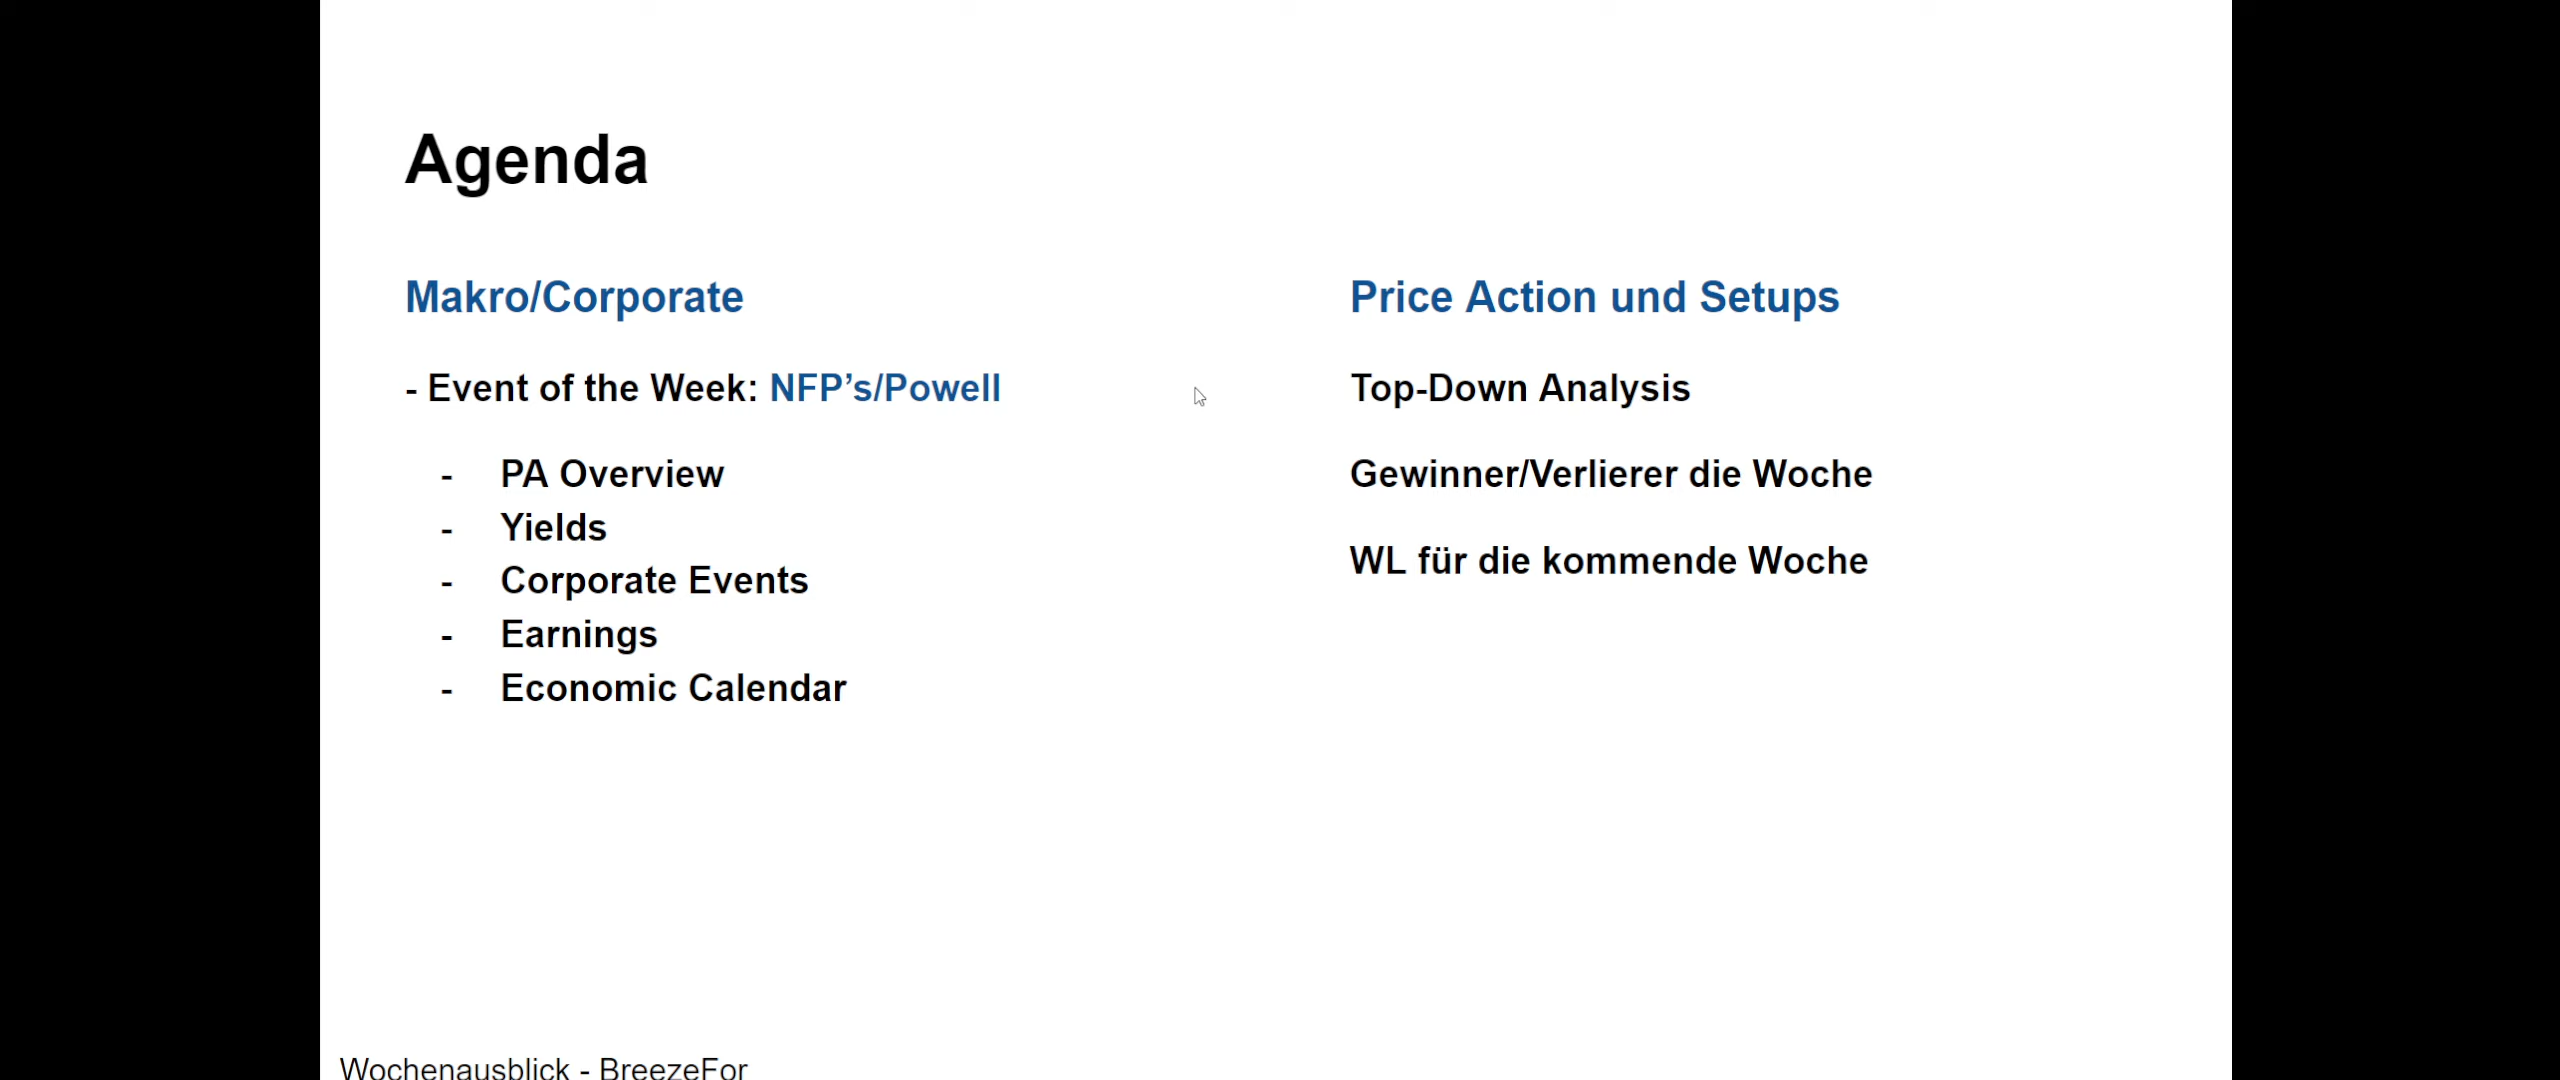 Agenda
Makro/Corporate
- Event of the Week: NFP’s/Powell
- PA Overview
- Yields
- Corporate Events
- Earnings
- Economic Calendar
Price Action und Setups
Top-Down Analysis
Gewinner/Verlierer die Woche
WL für die kommende Woche
Wochenausblick - BreezeFor